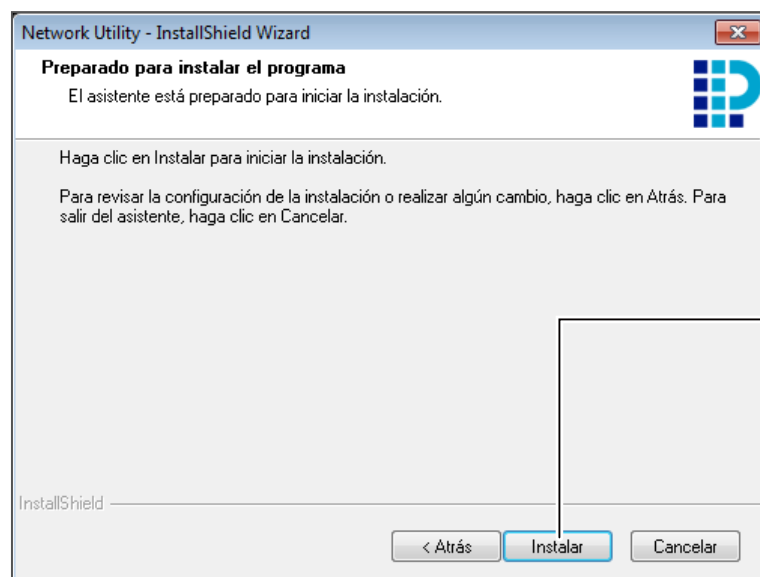 Network Utility - InstallShield Wizard
Preparado para instalar el programa
El asistente está preparado para iniciar la instalación.
Haga clic en Instalar para iniciar la instalación.
Para revisar la configuración de la instalación o realizar algún cambio, haga clic en Atrás. Para
salir del asistente, haga clic en Cancelar.
InstallShield
< Atrás Instalar Cancelar